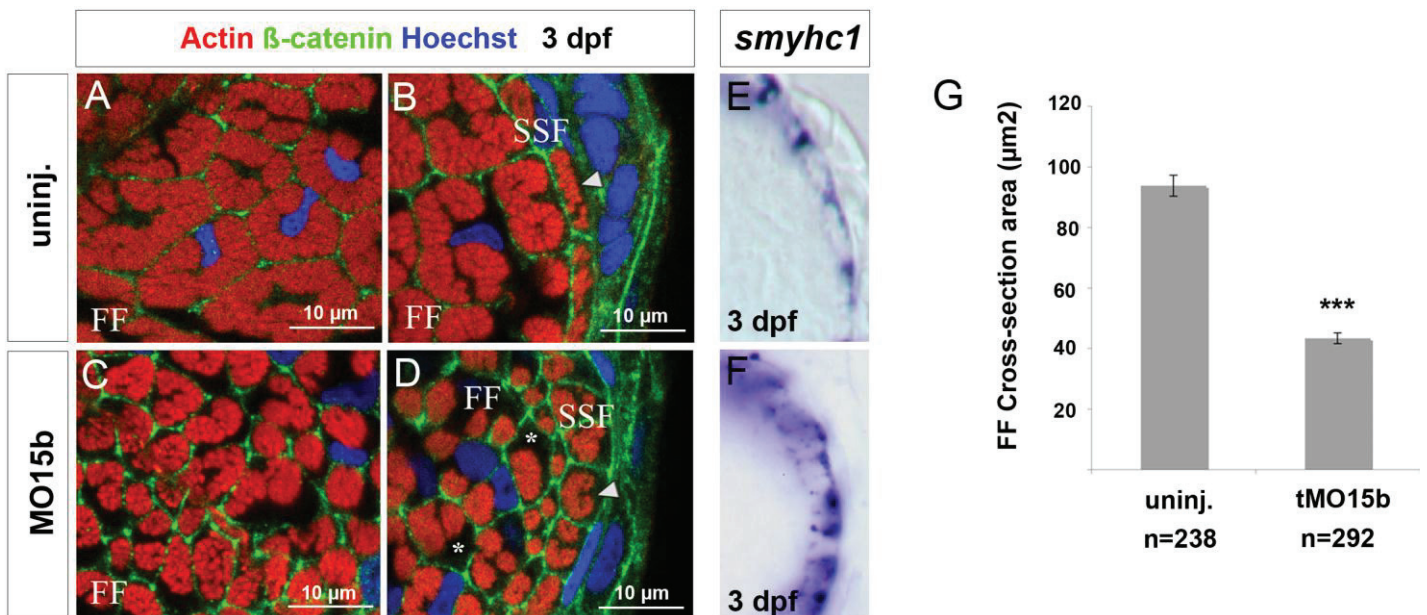 Actin ß-catenin Hoechst 3 dpf
smyhc1
uninj.
MO15b
A
FF
10 µm
B
SSF
FF
10 µm
C
FF
10 µm
D
FF
SSF
*
*
10 µm
E
3 dpf
F
3 dpf
G
FF Cross-section area (µm2)
120
100
80
60
40
20
***
uninj.
n=238
tMO15b
n=292